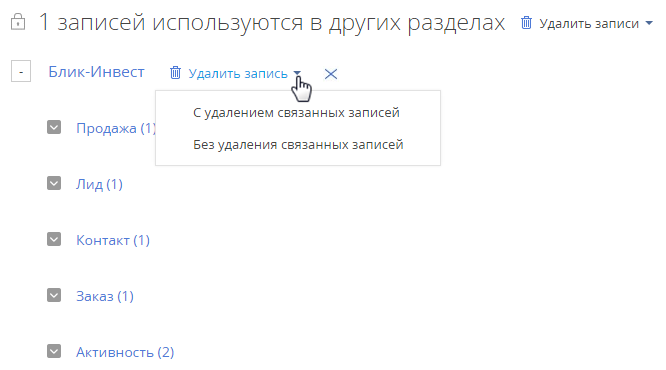 1 записей используются в других разделах Удалить записи
- Блик-Инвест Удалить запись
С удалением связанных записей
Без удаления связанных записей
Продажа (1)
Лид (1)
Контакт (1)
Заказ (1)
Активность (2)